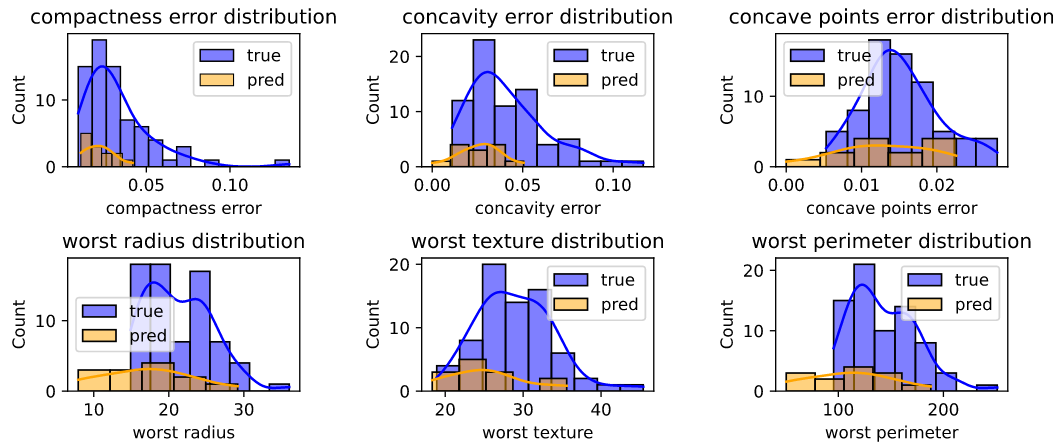 compactness error distribution
Count
10
0
true
pred
0.05
0.10
compactness error
concavity error distribution
Count
20
10
0
true
pred
0.00
0.05
0.10
concavity error
concave points error distribution
Count
10
0
true
pred
0.00
0.01
0.02
concave points error
worst radius distribution
Count
10
0
true
pred
10
20
30
worst radius
worst texture distribution
Count
20
10
0
true
pred
20
30
40
worst texture
worst perimeter distribution
Count
20
10
0
true
pred
100
200
worst perimeter